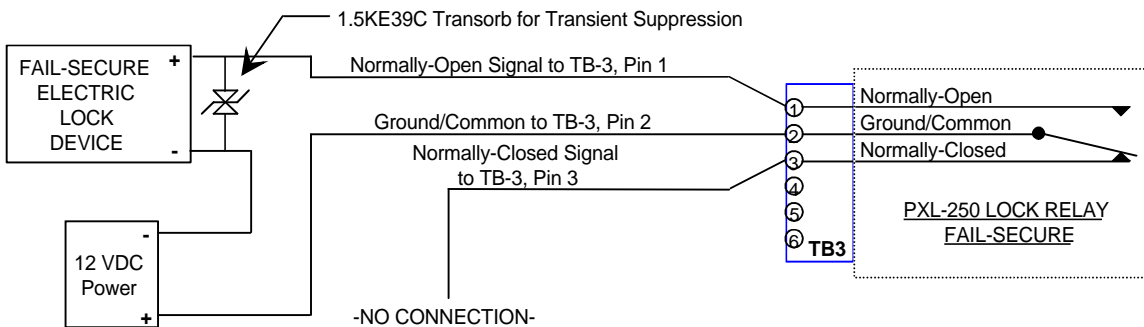 1.5KE39C Transorb for Transient Suppression
+
FAIL-SECURE
ELECTRIC
LOCK
DEVICE
-
Normally-Open Signal to TB-3, Pin 1
Ground/Common to TB-3, Pin 2
Normally-Closed Signal
to TB-3, Pin 3
1
2
3
4
5
6
TB3
Normally-Open
Ground/Common
Normally-Closed
PXL-250 LOCK RELAY
FAIL-SECURE
-
12 VDC
Power
+
-NO CONNECTION-